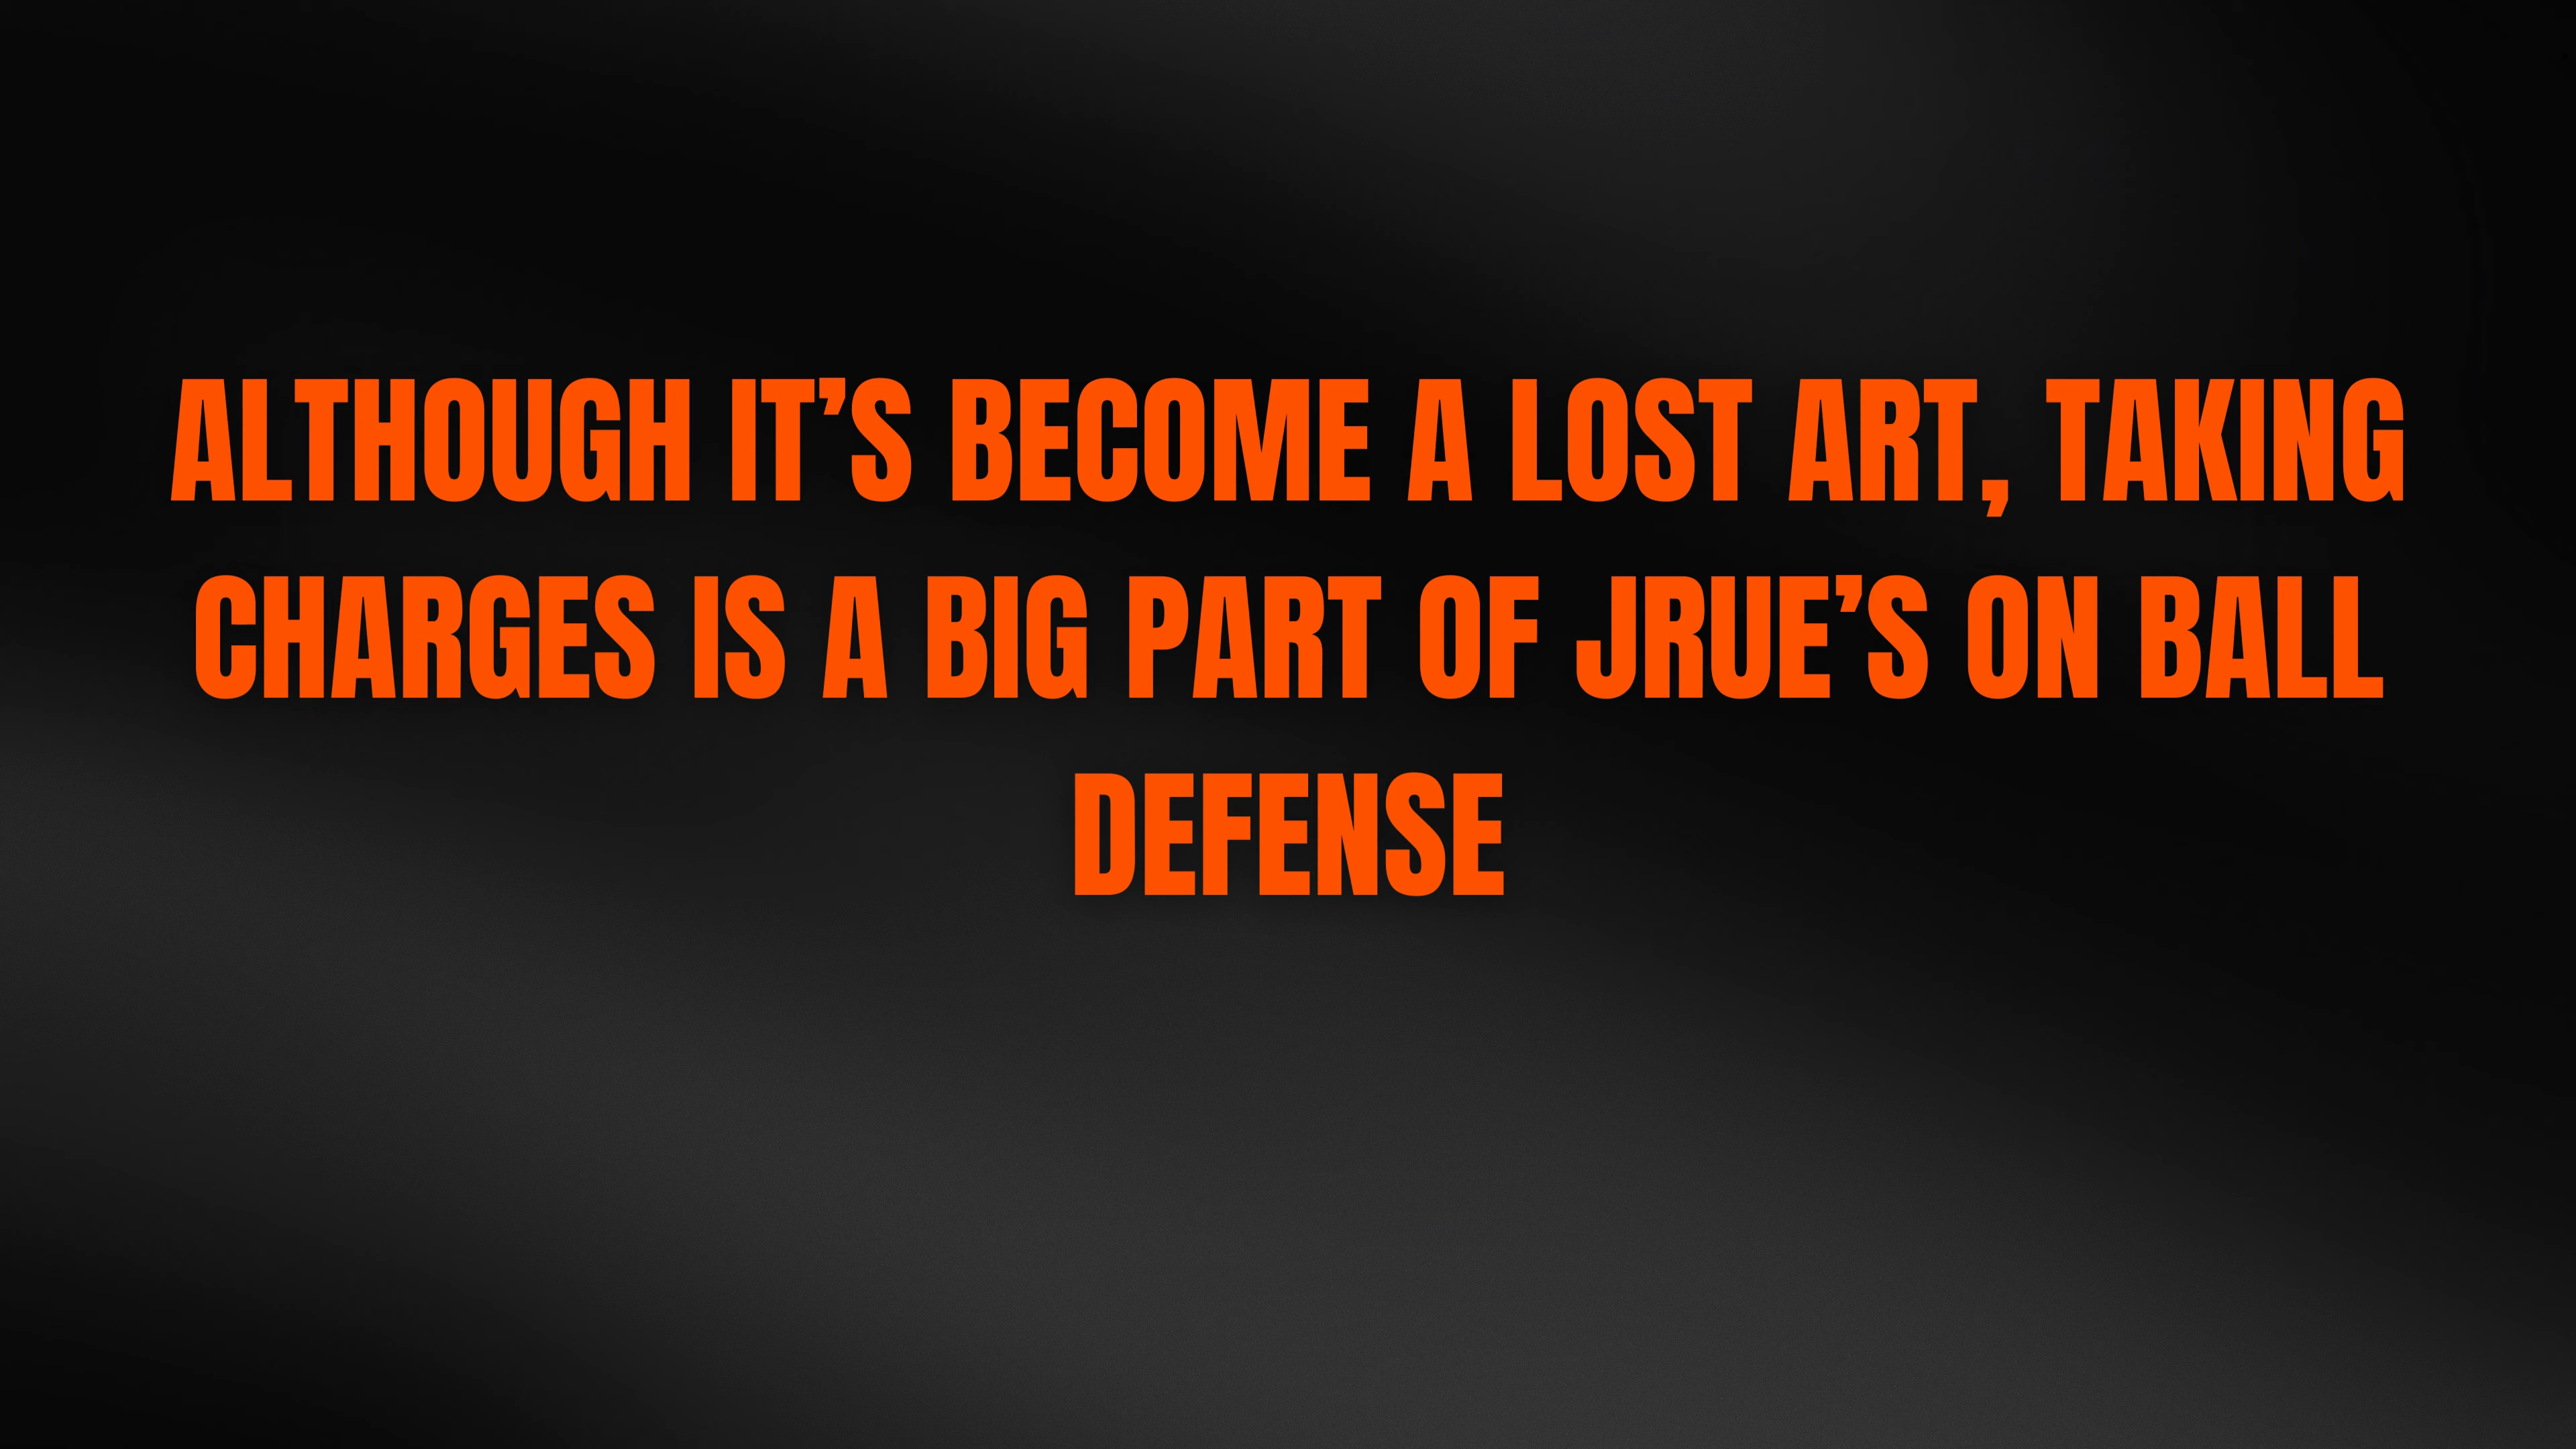 ALTHOUGH IT’S BECOME A LOST ART, TAKING
CHARGES IS A BIG PART OF JRUE’S ON BALL
DEFENSE